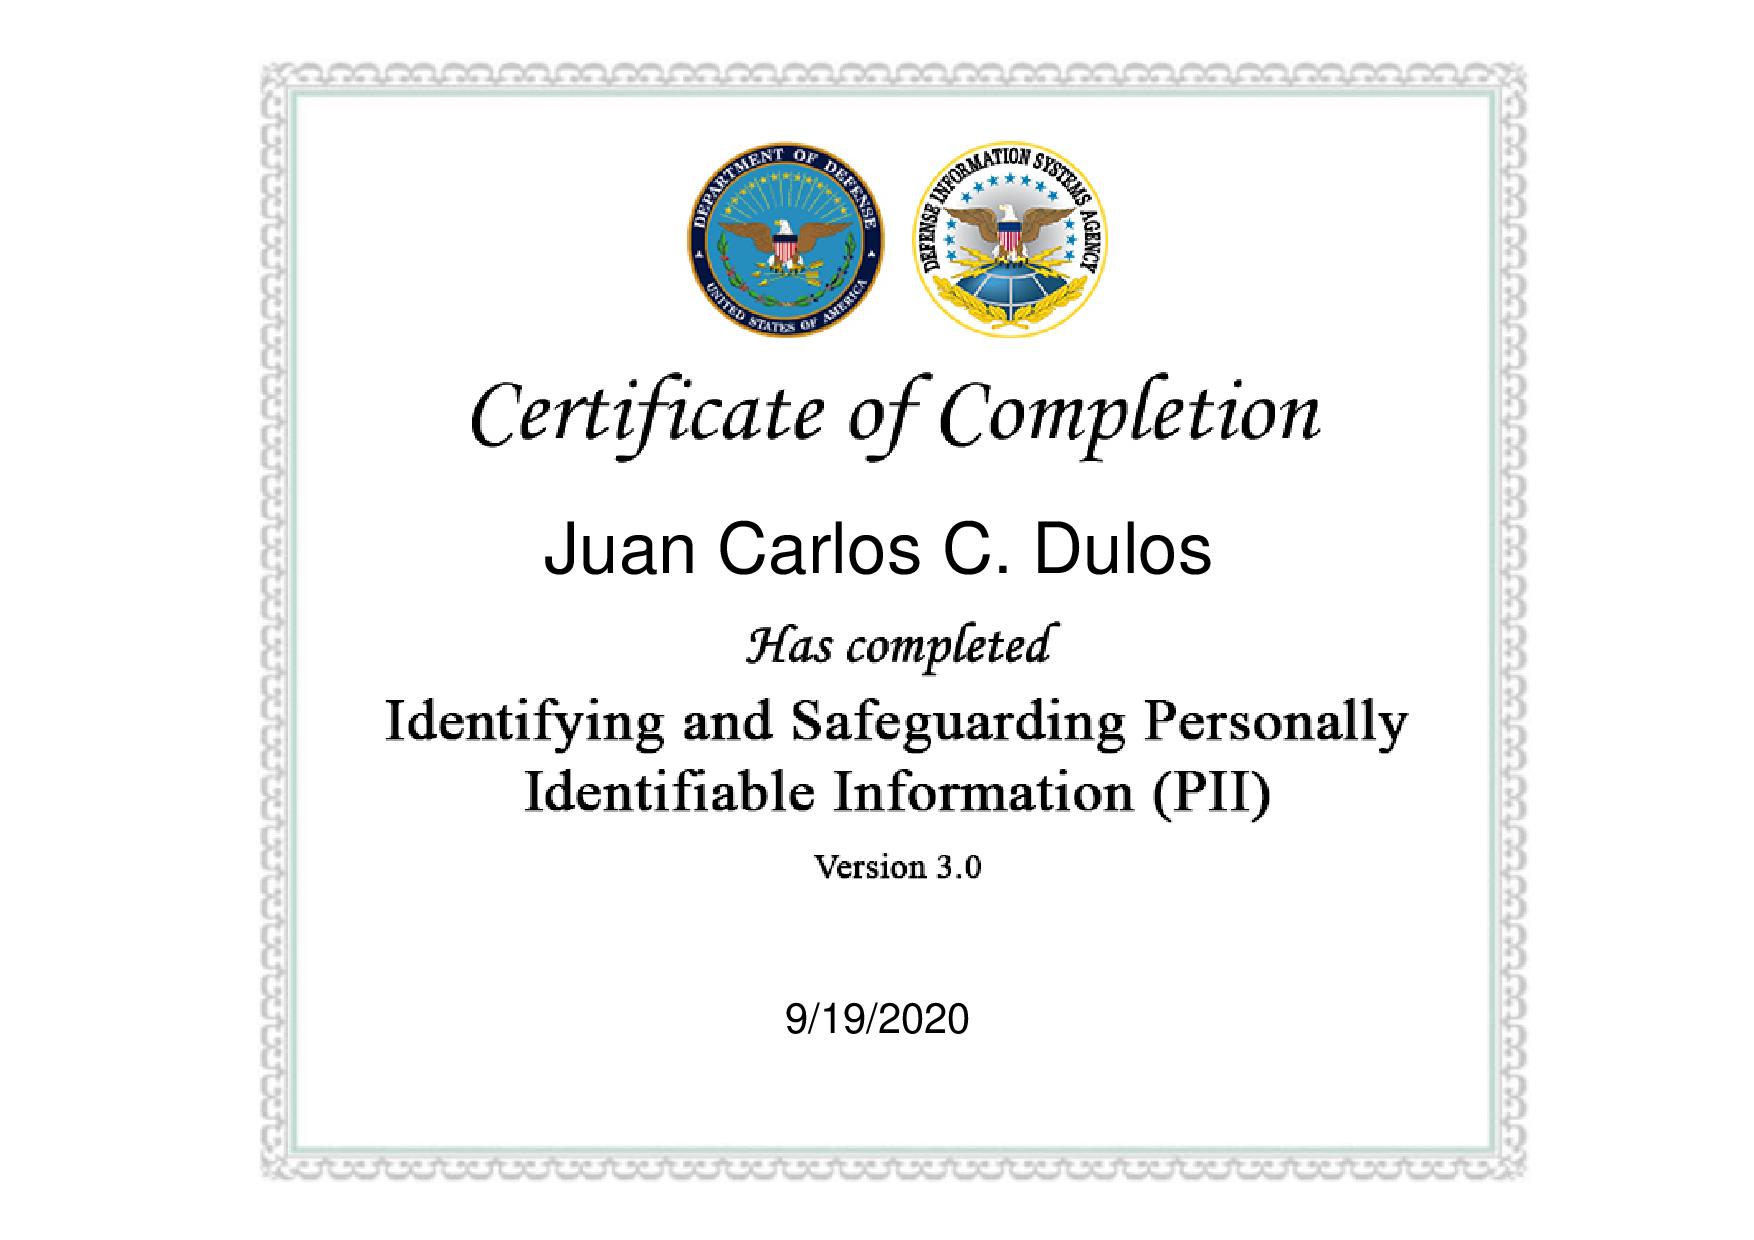 DEPARTMENT OF DEFENSE
UNITED STATES OF AMERICA
DEFENSE INFORMATION SYSTEMS AGENCY
Certificate of Completion
Juan Carlos C. Dulos
Has completed
Identifying and Safeguarding Personally
Identifiable Information (PII)
Version 3.0
9/19/2020